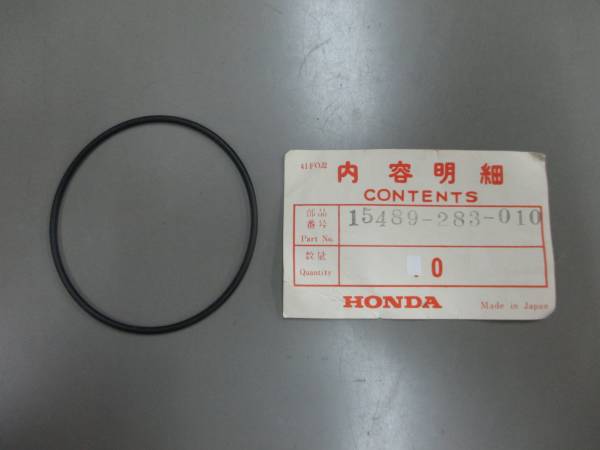 内容明細
CONTENTS
部品
番号
Part No.
15489-283-010
数量
Quantity
0
HONDA
Made in Japan